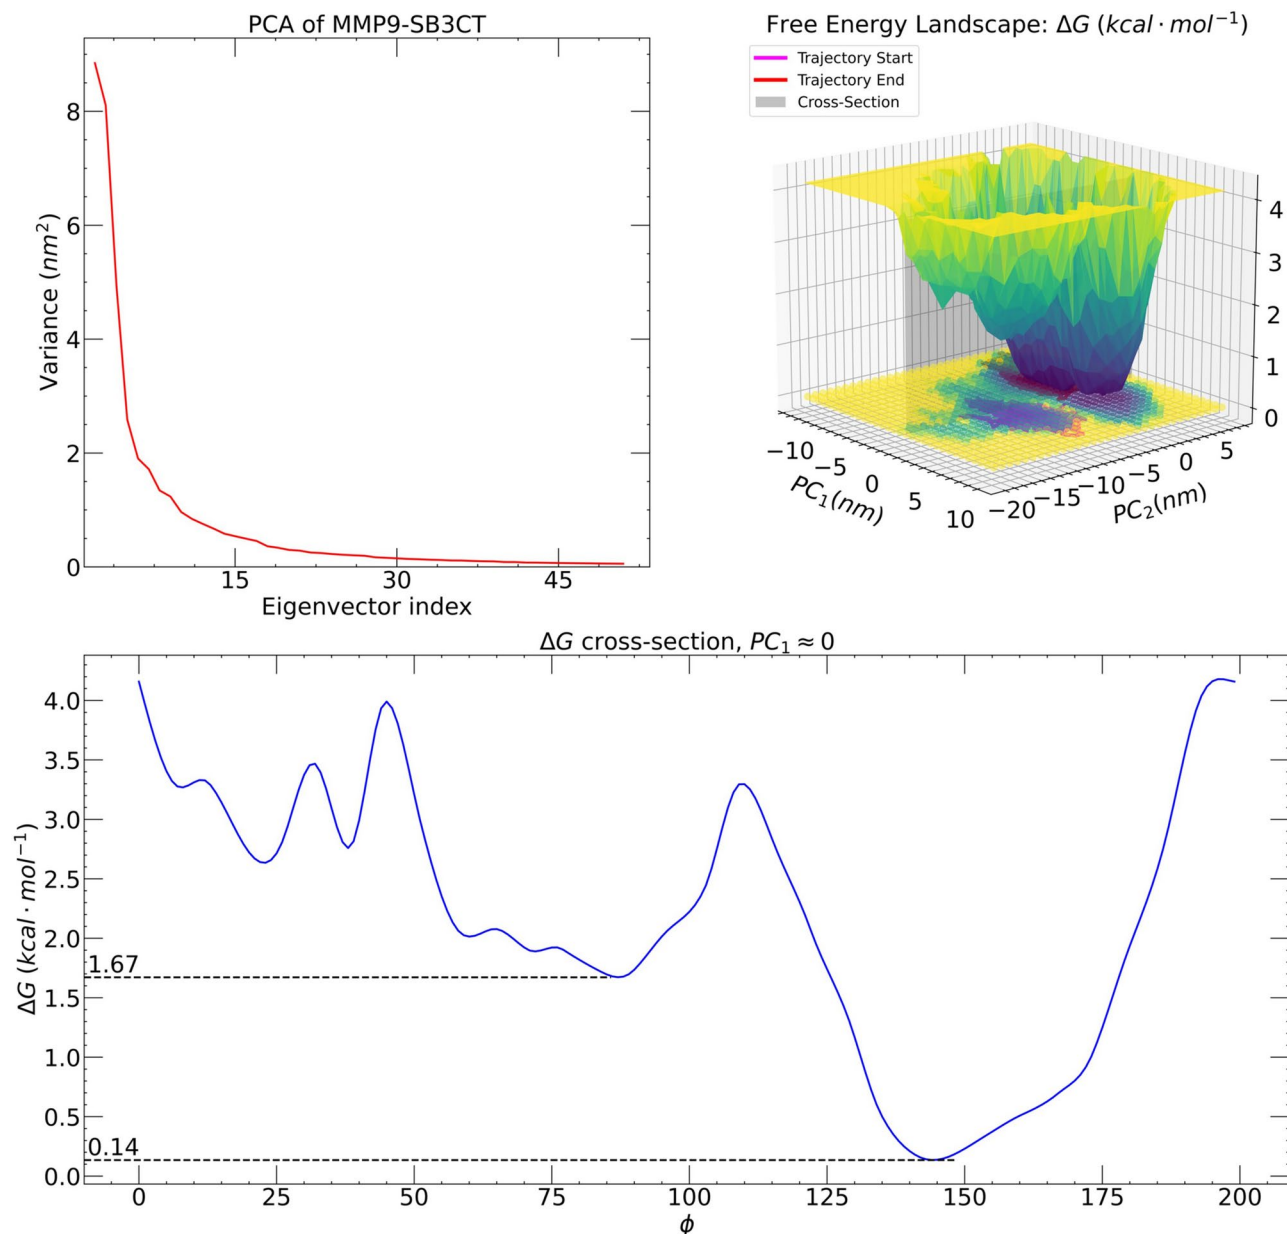 PCA of MMP9-SB3CT
Variance (nm²)
8
6
4
2
0
15 30 45
Eigenvector index
Free Energy Landscape: ΔG (kcal · mol⁻¹)
Trajectory Start
Trajectory End
Cross-Section
4
3
2
1
0
−10 −5 0 5 10
PC₁(nm)
−20 −15 −10 −5 0 5
PC₂(nm)
ΔG cross-section, PC₁ ≈ 0
ΔG (kcal · mol⁻¹)
4.0
3.5
3.0
2.5
2.0
1.67
1.5
1.0
0.5
0.14
0.0
0 25 50 75 100 125 150 175 200
ϕ